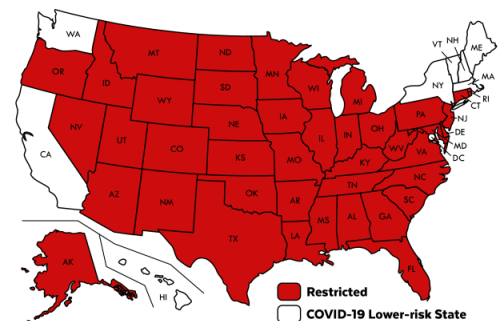 WA
MT
ND
MN
VT
NH
ME
OR
ID
SD
WI
MI
NY
MA
WY
RI
CT
IA
PA
NJ
NV
NE
IL
IN
OH
DE
UT
CO
WV
MD
CA
KS
MO
KY
VA
DC
TN
NC
AZ
NM
OK
AR
SC
MS
AL
GA
TX
LA
AK
FL
HI
Restricted
COVID-19 Lower-risk State